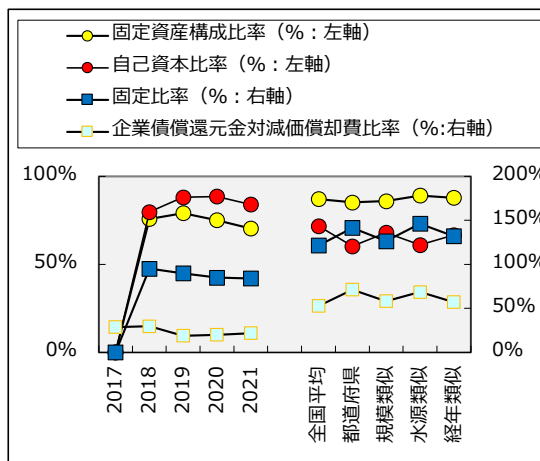 固定資産構成比率（%：左軸）
自己資本比率（%：左軸）
固定比率（%：右軸）
企業債償還元金対減価償却費比率（%:右軸）
100%
50%
0%
200%
150%
100%
50%
0%
2017
2018
2019
2020
2021
全国平均
都道府県
規模類似
水源類似
経年類似